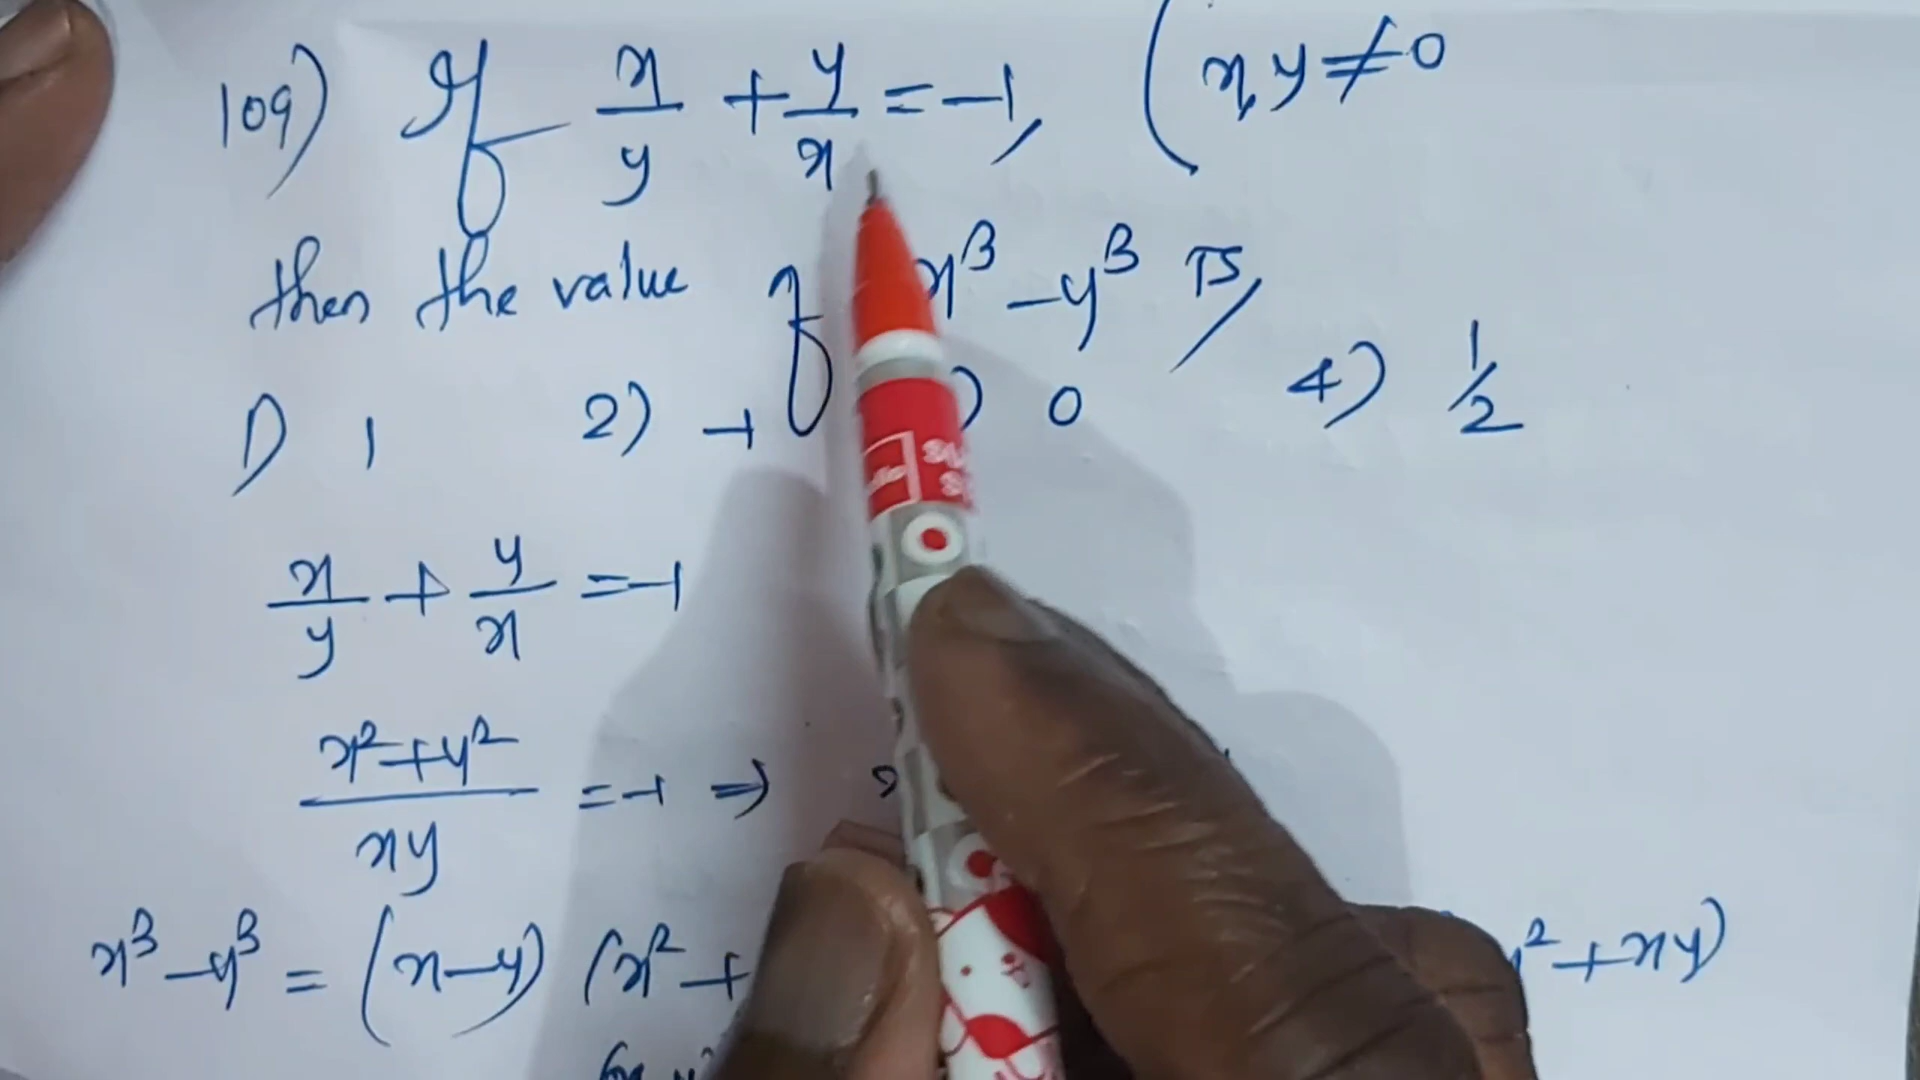 109) If x/y + y/x = -1, (x, y ≠ 0
then the value of x³ - y³ is,
1) 1 2) -1 ) 0 4) 1/2
x/y + y/x = -1
x² + y² / xy = -1 ⇒
x³ - y³ = (x - y) (x² + y² + xy)